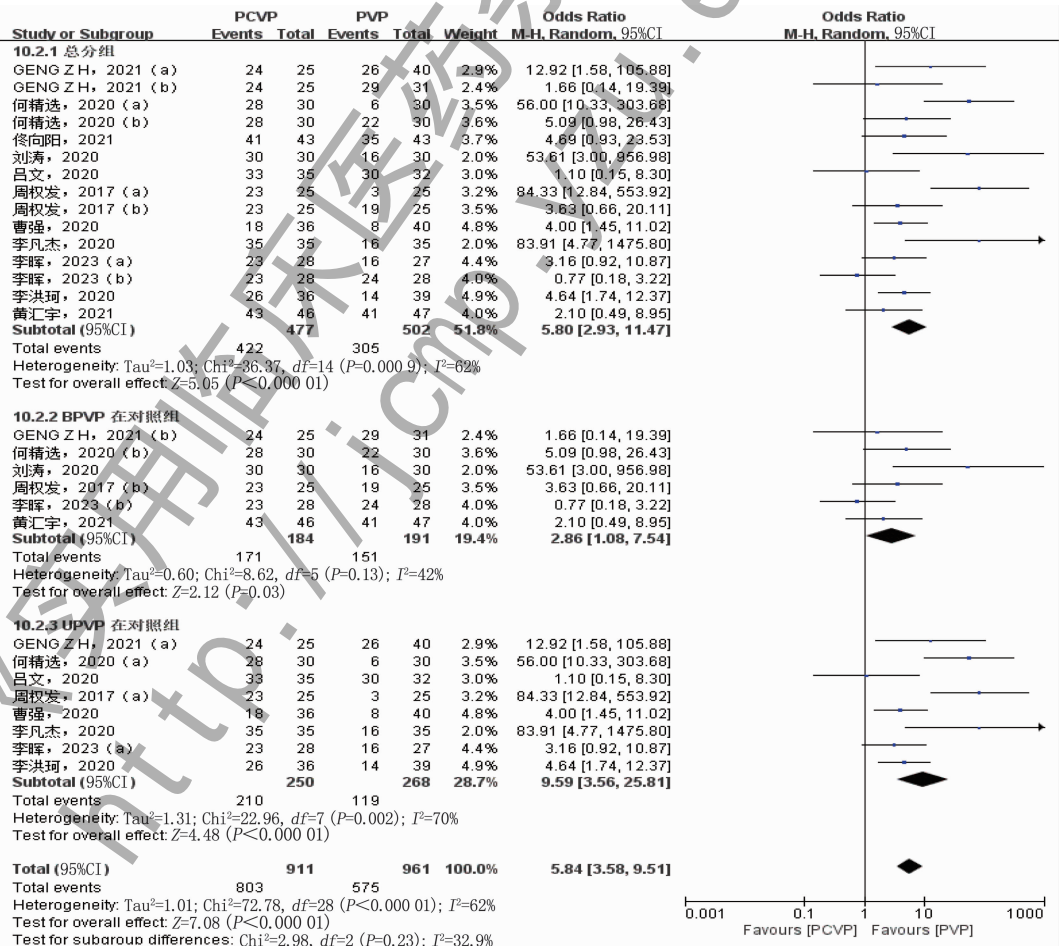 PCVP PVP Odds Ratio Odds Ratio
Study or Subgroup Events Total Events Total Weight M-H, Random, 95%CI M-H, Random, 95%CI
10.2.1 总分组
GENG Z H，2021（a） 24 25 26 40 2.9% 12.92 [1.58, 105.88]
GENG Z H，2021（b） 24 25 29 31 2.4% 1.66 [0.14, 19.39]
何精选，2020（a） 28 30 6 30 3.5% 56.00 [10.33, 303.68]
何精选，2020（b） 28 30 22 30 3.6% 5.09 [0.98, 26.43]
佟向阳，2021 41 43 35 43 3.7% 4.69 [0.93, 23.53]
刘涛，2020 30 30 16 30 2.0% 53.61 [3.00, 956.98]
吕文，2020 33 35 30 32 3.0% 1.10 [0.15, 8.30]
周权发，2017（a） 23 25 3 25 3.2% 84.33 [12.84, 553.92]
周权发，2017（b） 23 25 19 25 3.5% 3.63 [0.66, 20.11]
曹强，2020 18 36 8 40 4.8% 4.00 [1.45, 11.02]
李凡杰，2020 35 35 16 35 2.0% 83.91 [4.77, 1475.80]
李晖，2023（a） 23 28 16 27 4.4% 3.16 [0.92, 10.87]
李晖，2023（b） 23 28 24 28 4.0% 0.77 [0.18, 3.22]
李洪珂，2020 26 36 14 39 4.9% 4.64 [1.74, 12.37]
黄汇宇，2021 43 46 41 47 4.0% 2.10 [0.49, 8.95]
Subtotal (95%CI) 477 502 51.8% 5.80 [2.93, 11.47]
Total events 422 305
Heterogeneity: Tau²=1.03; Chi²=36.37, df=14 (P=0.000 9); I²=62%
Test for overall effect: Z=5.05 (P<0.000 01)
10.2.2 BPVP 在对照组
GENG Z H，2021（b） 24 25 29 31 2.4% 1.66 [0.14, 19.39]
何精选，2020（b） 28 30 22 30 3.6% 5.09 [0.98, 26.43]
刘涛，2020 30 30 16 30 2.0% 53.61 [3.00, 956.98]
周权发，2017（b） 23 25 19 25 3.5% 3.63 [0.66, 20.11]
李晖，2023（b） 23 28 24 28 4.0% 0.77 [0.18, 3.22]
黄汇宇，2021 43 46 41 47 4.0% 2.10 [0.49, 8.95]
Subtotal (95%CI) 184 191 19.4% 2.86 [1.08, 7.54]
Total events 171 151
Heterogeneity: Tau²=0.60; Chi²=8.62, df=5 (P=0.13); I²=42%
Test for overall effect: Z=2.12 (P=0.03)
10.2.3 UPVP 在对照组
GENG Z H，2021（a） 24 25 26 40 2.9% 12.92 [1.58, 105.88]
何精选，2020（a） 28 30 6 30 3.5% 56.00 [10.33, 303.68]
吕文，2020 33 35 30 32 3.0% 1.10 [0.15, 8.30]
周权发，2017（a） 23 25 3 25 3.2% 84.33 [12.84, 553.92]
曹强，2020 18 36 8 40 4.8% 4.00 [1.45, 11.02]
李凡杰，2020 35 35 16 35 2.0% 83.91 [4.77, 1475.80]
李晖，2023（a） 23 28 16 27 4.4% 3.16 [0.92, 10.87]
李洪珂，2020 26 36 14 39 4.9% 4.64 [1.74, 12.37]
Subtotal (95%CI) 250 268 28.7% 9.59 [3.56, 25.81]
Total events 210 119
Heterogeneity: Tau²=1.31; Chi²=22.96, df=7 (P=0.002); I²=70%
Test for overall effect: Z=4.48 (P<0.000 01)
Total (95%CI) 911 961 100.0% 5.84 [3.58, 9.51]
Total events 803 575
Heterogeneity: Tau²=1.01; Chi²=72.78, df=28 (P<0.000 01); I²=62%
Test for overall effect: Z=7.08 (P<0.000 01)
Test for subgroup differences: Chi²=2.98, df=2 (P=0.23); I²=32.9%
0.001 0.1 1 10 1000
Favours [PCVP] Favours [PVP]
《实用临床医药
http://jcmp.yzu.